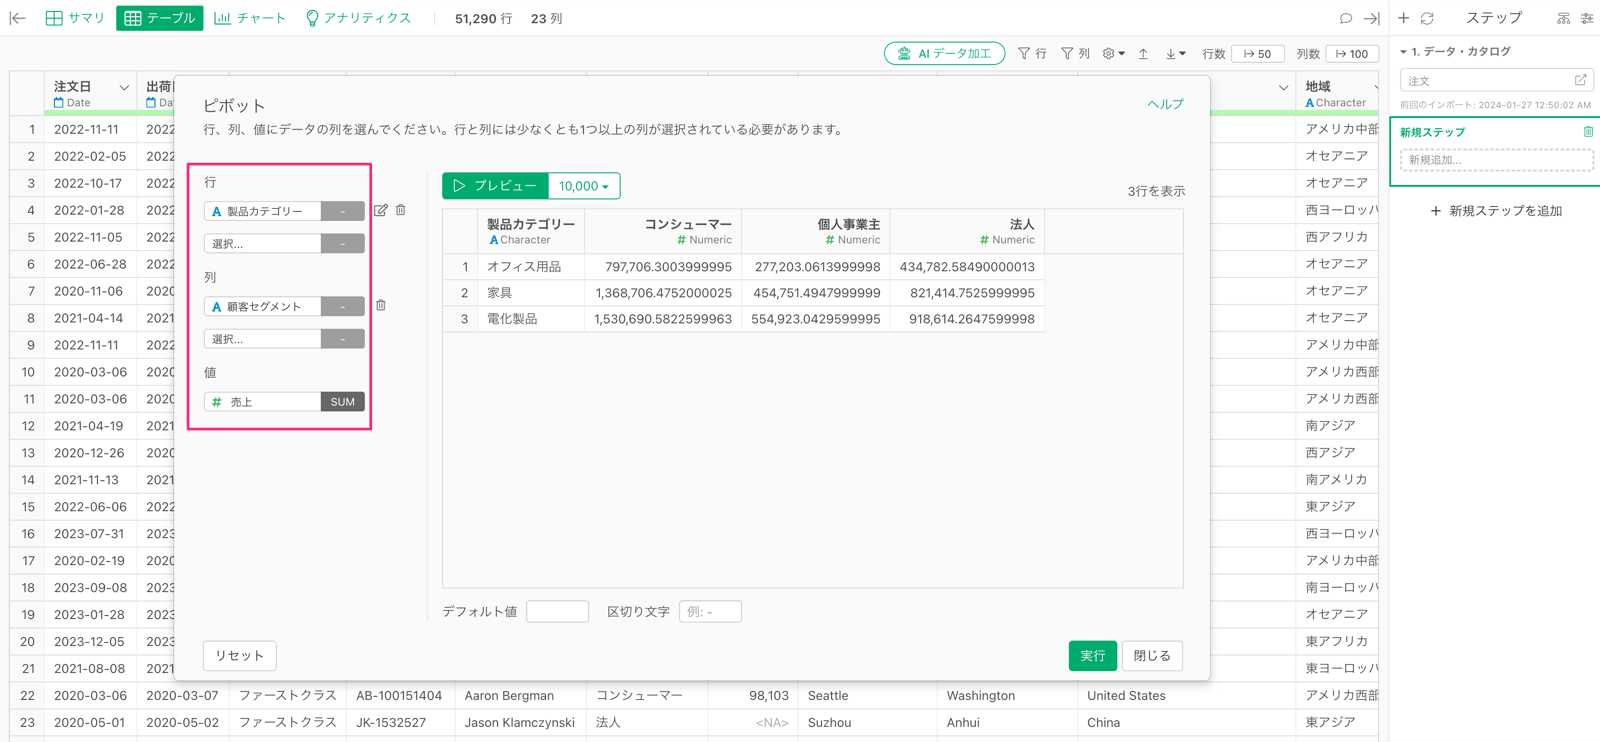 サマリ テーブル チャート アナリティクス 51,290 行 23 列 ステップ
AI データ加工 行 列 行数 50 列数 100
1. データ・カタログ
注文
前回のインポート: 2024-01-27 12:50:02 AM
新規ステップ
新規追加...
新規ステップを追加
注文日 出荷 地域
Date Da Character
ピボット ヘルプ
行、列、値にデータの列を選んでください。行と列には少なくとも1つ以上の列が選択されている必要があります。
行
製品カテゴリー -
選択... -
列
顧客セグメント -
選択... -
値
売上 SUM
プレビュー 10,000 3行を表示
製品カテゴリー コンシューマー 個人事業主 法人
Character Numeric Numeric Numeric
1 オフィス用品 797,706.3003999995 277,203.0613999998 434,782.58490000013
2 家具 1,368,706.4752000025 454,751.4947999999 821,414.7525999995
3 電化製品 1,530,690.5822599963 554,923.0429599995 918,614.2647599998
デフォルト値 区切り文字 例: -
リセット 実行 閉じる
1 2022-11-11 2022 アメリカ中部
2 2022-02-05 2022 オセアニア
3 2022-10-17 2022 オセアニア
4 2022-01-28 2022 西ヨーロッパ
5 2022-11-05 2022 西アフリカ
6 2022-06-28 2022 オセアニア
7 2020-11-06 2020 オセアニア
8 2021-04-14 2021 オセアニア
9 2022-11-11 2022 アメリカ中部
10 2020-03-06 2020 アメリカ西部
11 2020-03-06 2020 アメリカ西部
12 2021-04-19 2021 南アジア
13 2020-12-26 2020 西アジア
14 2021-11-13 2021 南アメリカ
15 2022-06-06 2022 東アジア
16 2023-07-31 2023 西ヨーロッパ
17 2020-02-19 2020 アメリカ中部
18 2023-09-08 2023 南ヨーロッパ
19 2023-01-28 2023 オセアニア
20 2023-12-05 2023 東アフリカ
21 2021-08-08 2021 東ヨーロッパ
22 2020-03-06 2020-03-07 ファーストクラス AB-100151404 Aaron Bergman コンシューマー 98,103 Seattle Washington United States アメリカ西部
23 2020-05-01 2020-05-02 ファーストクラス JK-1532527 Jason Klamczynski 法人 <NA> Suzhou Anhui China 東アジア